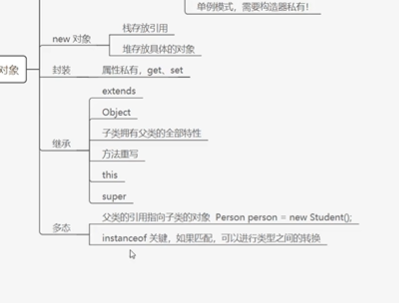 单例模式，需要构造器私有！
new 对象
栈存放引用
堆存放具体的对象
对象
封装
属性私有，get、set
继承
extends
Object
子类拥有父类的全部特性
方法重写
this
super
多态
父类的引用指向子类的对象 Person person = new Student();
instanceof 关键，如果匹配，可以进行类型之间的转换